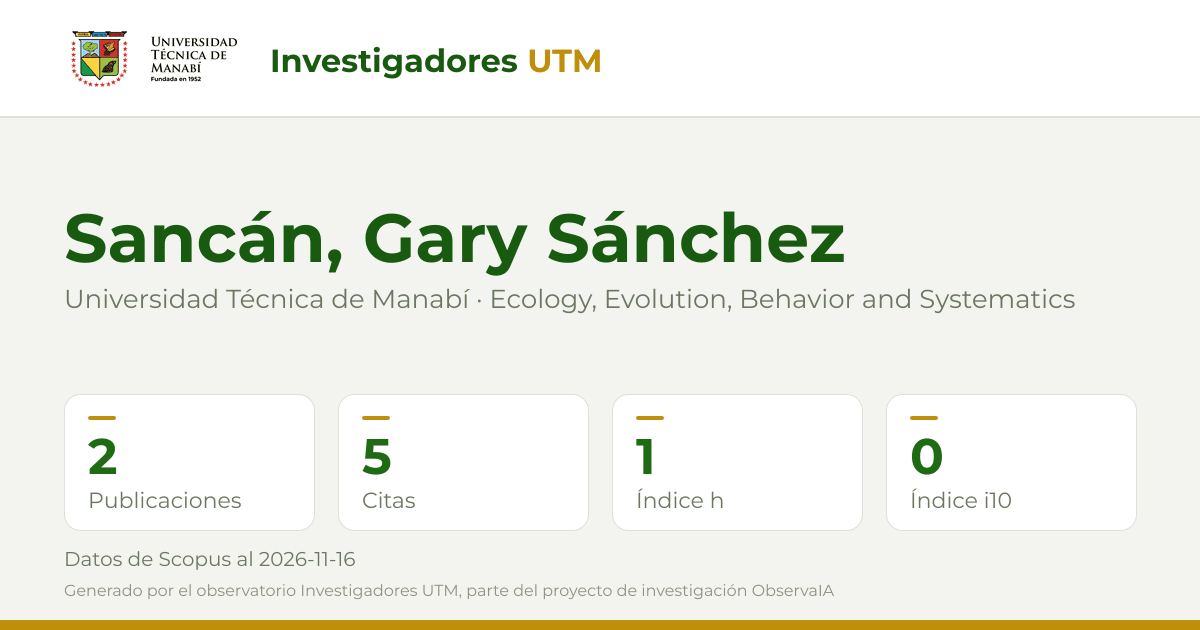 UNIVERSIDAD
TÉCNICA DE
MANABÍ
Fundada en 1952
Investigadores UTM
Sancán, Gary Sánchez
Universidad Técnica de Manabí · Ecology, Evolution, Behavior and Systematics
2
Publicaciones
5
Citas
1
Índice h
0
Índice i10
Datos de Scopus al 2026-11-16
Generado por el observatorio Investigadores UTM, parte del proyecto de investigación ObservaIA